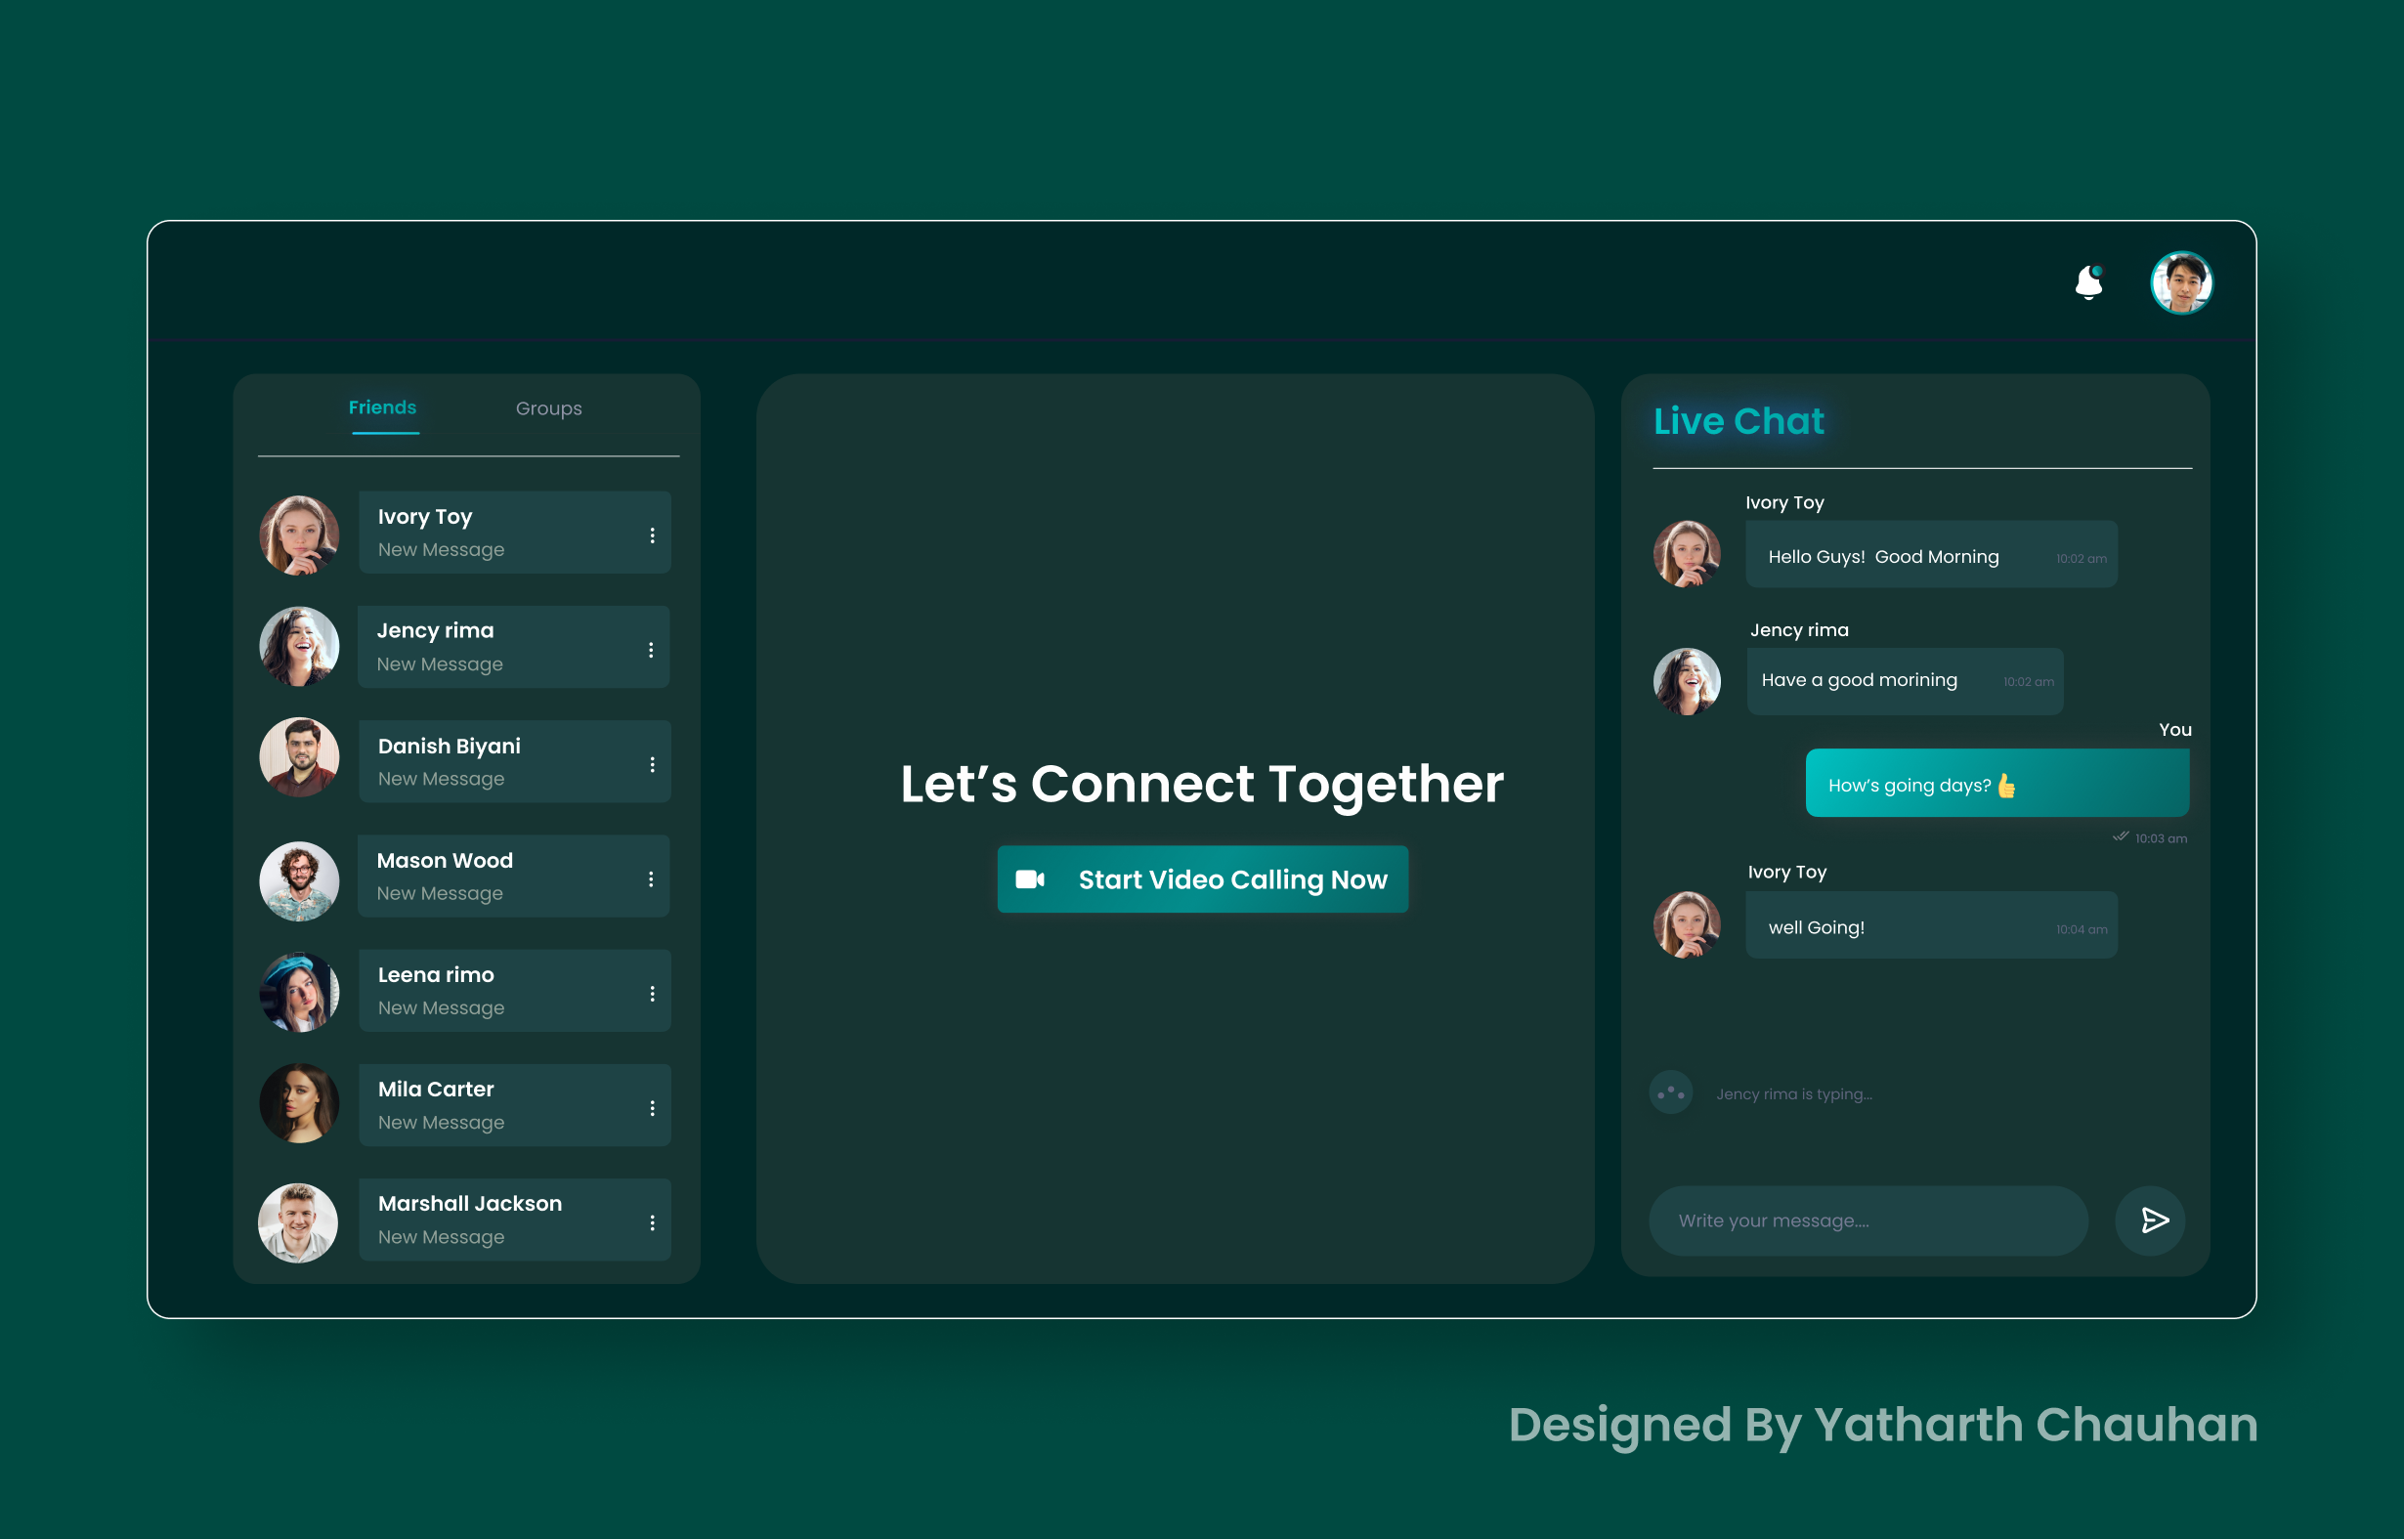 Friends
Groups
Ivory Toy
New Message
Jency rima
New Message
Danish Biyani
New Message
Mason Wood
New Message
Leena rimo
New Message
Mila Carter
New Message
Marshall Jackson
New Message
Let’s Connect Together
Start Video Calling Now
Live Chat
Ivory Toy
Hello Guys!  Good Morning
10:02 am
Jency rima
Have a good morining
10:02 am
You
How’s going days?👍
10:03 am
Ivory Toy
well Going!
10:04 am
Jency rima is typing...
Write your message....
Designed By Yatharth Chauhan